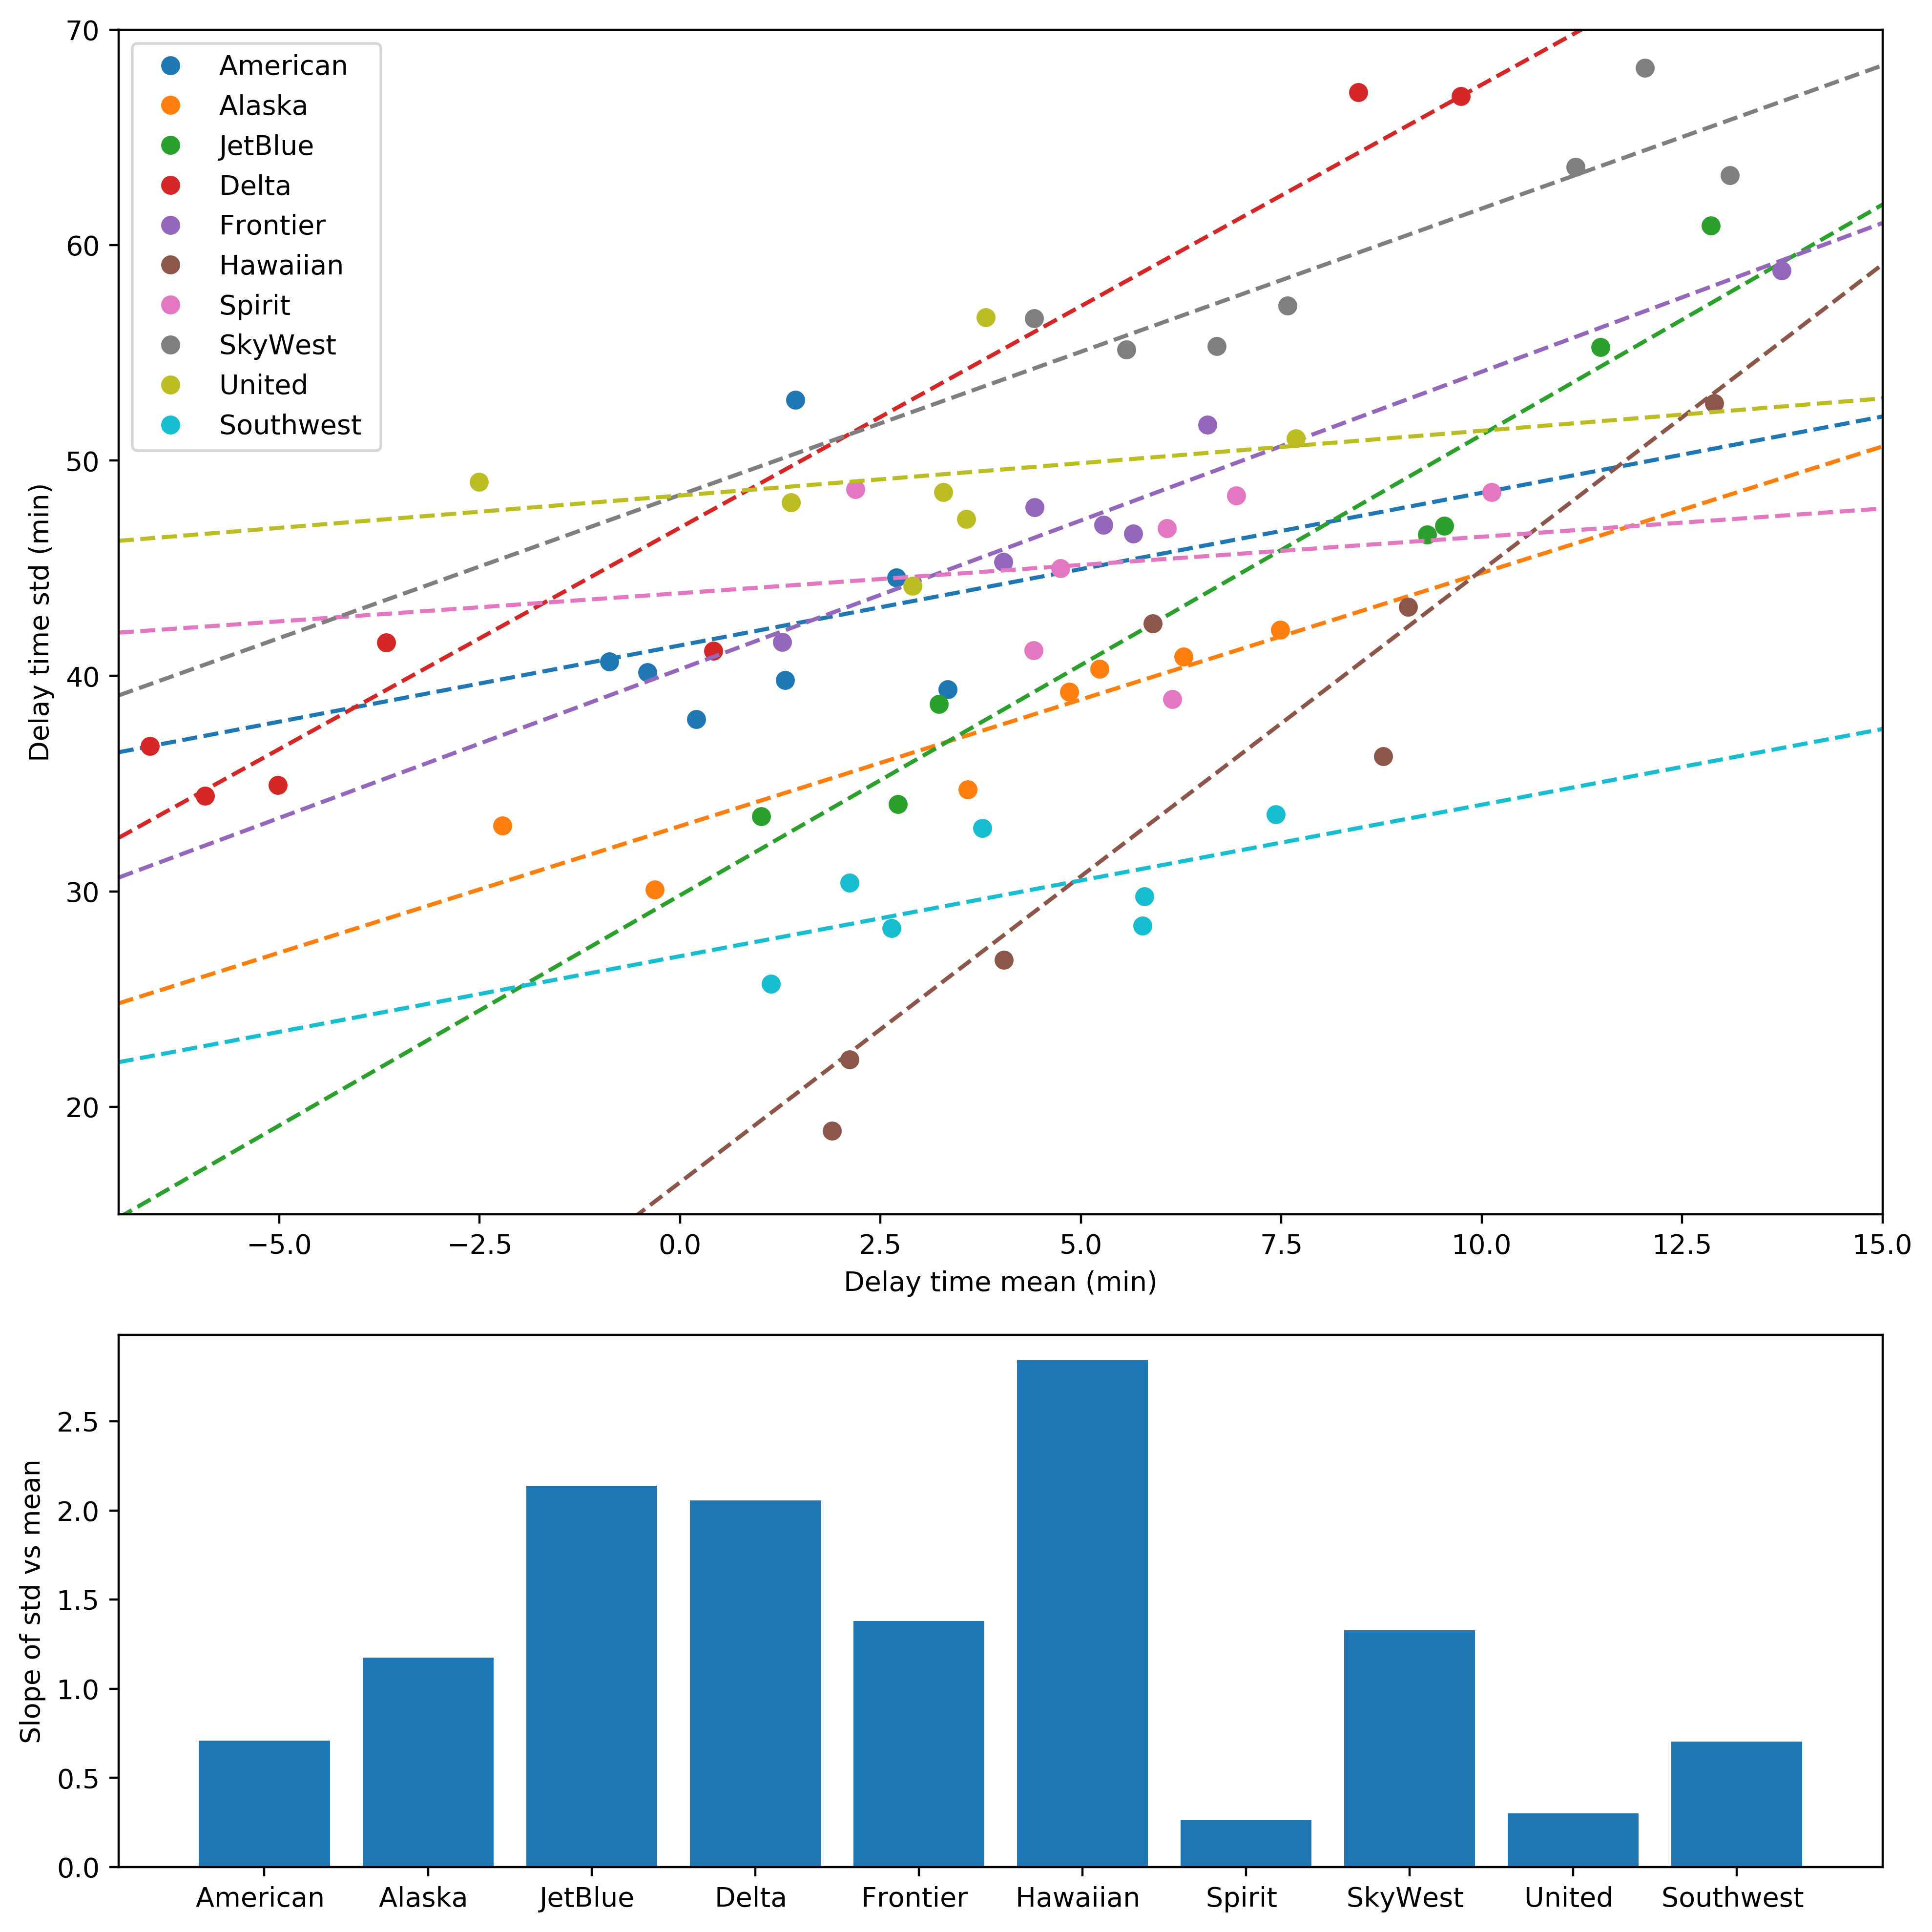 70
60
50
40
30
20
Delay time std (min)
American
Alaska
JetBlue
Delta
Frontier
Hawaiian
Spirit
SkyWest
United
Southwest
−5.0 −2.5 0.0 2.5 5.0 7.5 10.0 12.5 15.0
Delay time mean (min)
2.5
2.0
1.5
1.0
0.5
0.0
Slope of std vs mean
American Alaska JetBlue Delta Frontier Hawaiian Spirit SkyWest United Southwest